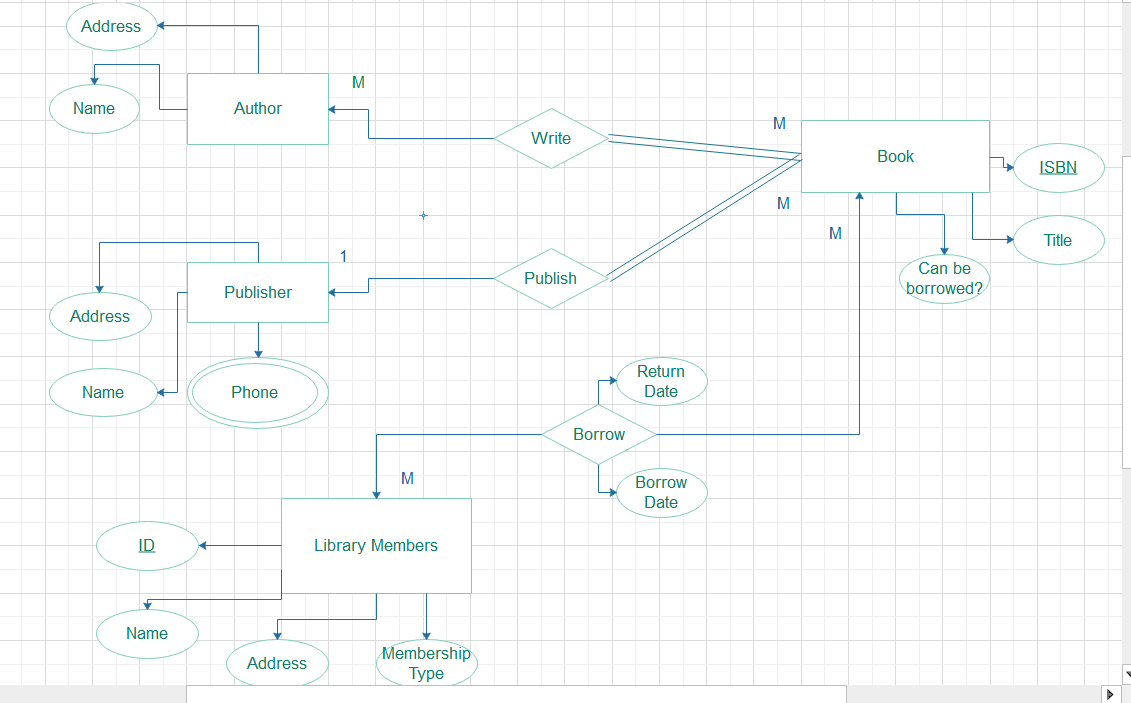 Address
Name
Author
M
Write
M
Book
ISBN
Title
Can be
borrowed?
M
M
1
Publisher
Publish
Address
Name
Phone
Return
Date
Borrow
Borrow
Date
M
Library Members
ID
Name
Address
Membership
Type